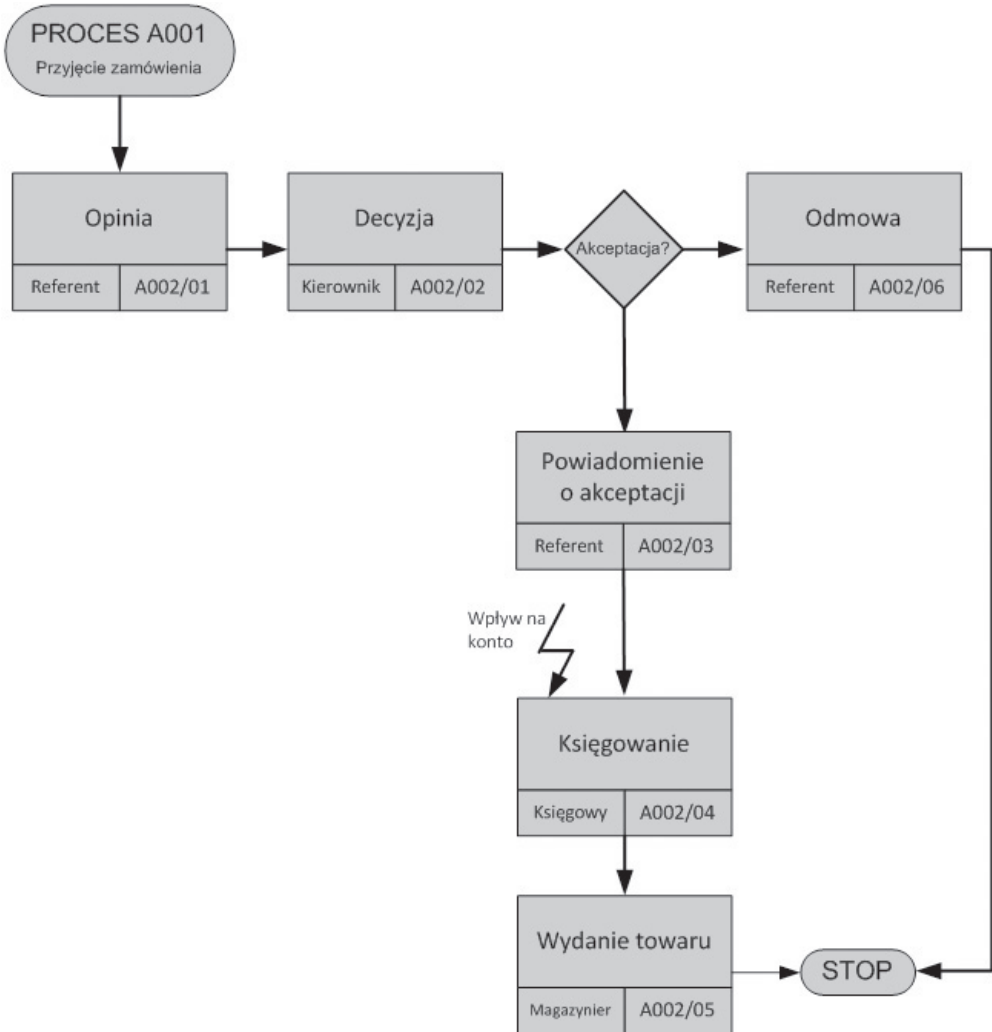 PROCES A001
Przyjęcie zamówienia
Opinia
Referent
A002/01
Decyzja
Kierownik
A002/02
Akceptacja?
Odmowa
Referent
A002/06
Powiadomienie
o akceptacji
Referent
A002/03
Wpływ na
konto
Księgowanie
Księgowy
A002/04
Wydanie towaru
Magazynier
A002/05
STOP